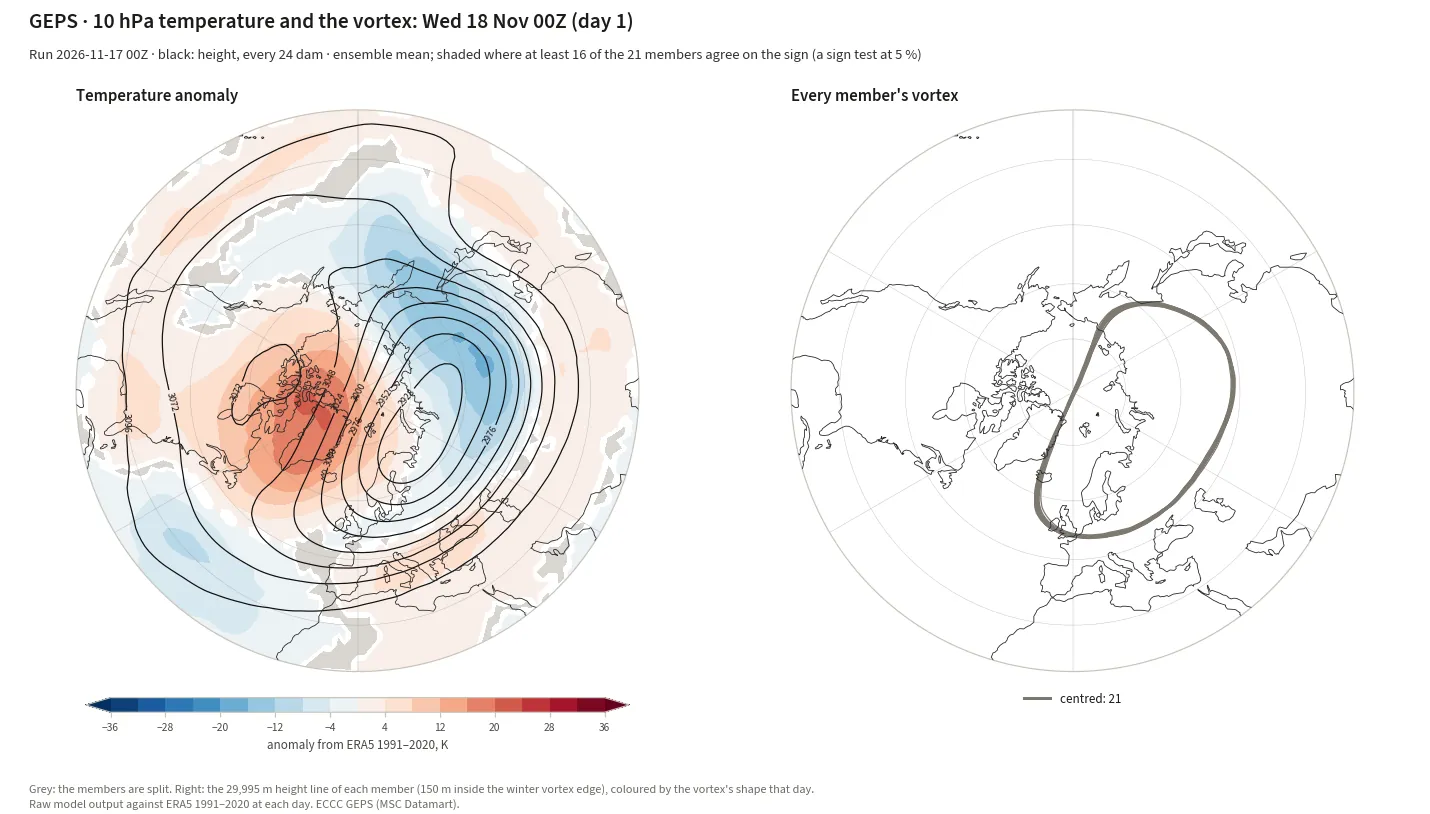 GEPS · 10 hPa temperature and the vortex: Wed 18 Nov 00Z (day 1)
Run 2026-11-17 00Z · black: height, every 24 dam · ensemble mean; shaded where at least 16 of the 21 members agree on the sign (a sign test at 5 %)
Temperature anomaly
Every member's vortex
3072
3048
3000
2952
3072
3096
2976
centred: 21
−36
−28
−20
−12
−4
4
12
20
28
36
anomaly from ERA5 1991–2020, K
Grey: the members are split. Right: the 29,995 m height line of each member (150 m inside the winter vortex edge), coloured by the vortex's shape that day.
Raw model output against ERA5 1991–2020 at each day. ECCC GEPS (MSC Datamart).